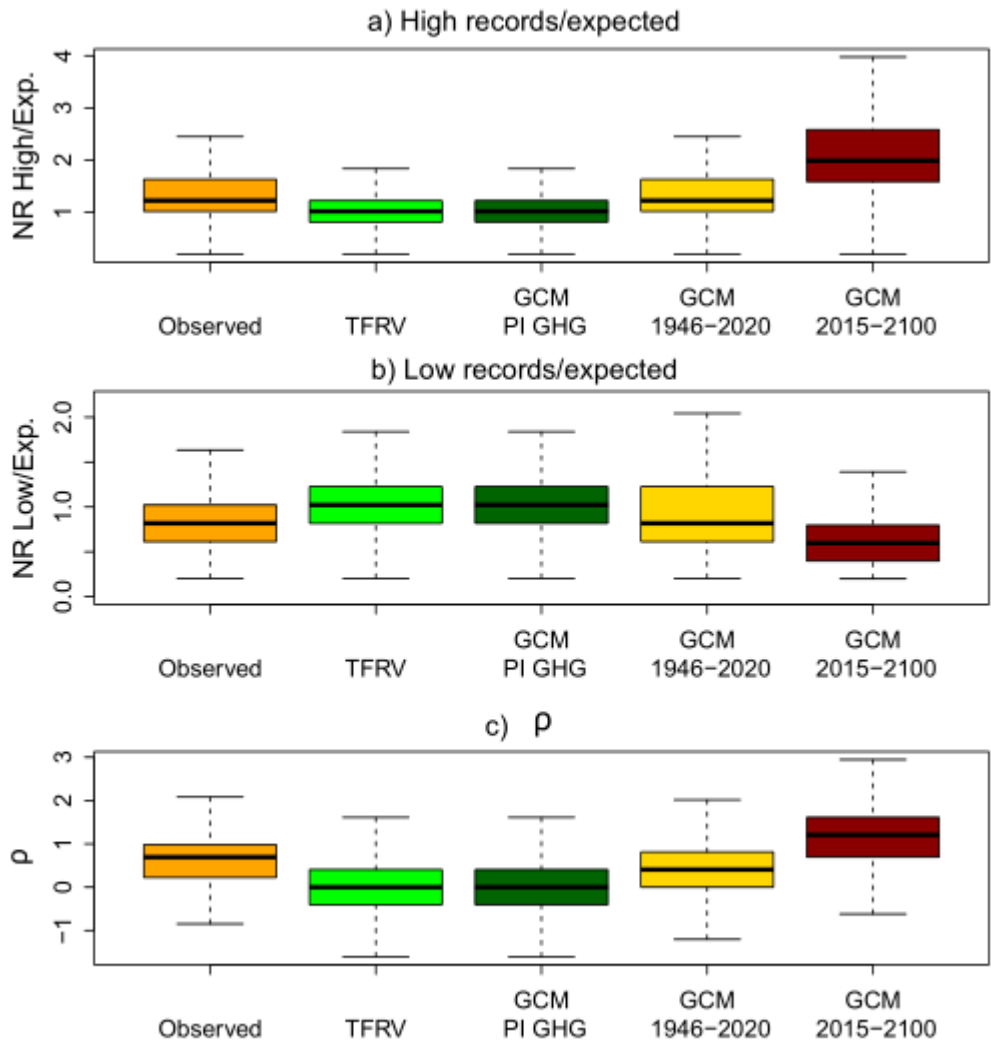 a) High records/expected
NR High/Exp.
4
3
2
1
GCM GCM GCM
Observed TFRV PI GHG 1946−2020 2015−2100
b) Low records/expected
NR Low/Exp.
2.0
1.0
0.0
GCM GCM GCM
Observed TFRV PI GHG 1946−2020 2015−2100
c) ρ
ρ
3
2
1
0
−1
GCM GCM GCM
Observed TFRV PI GHG 1946−2020 2015−2100